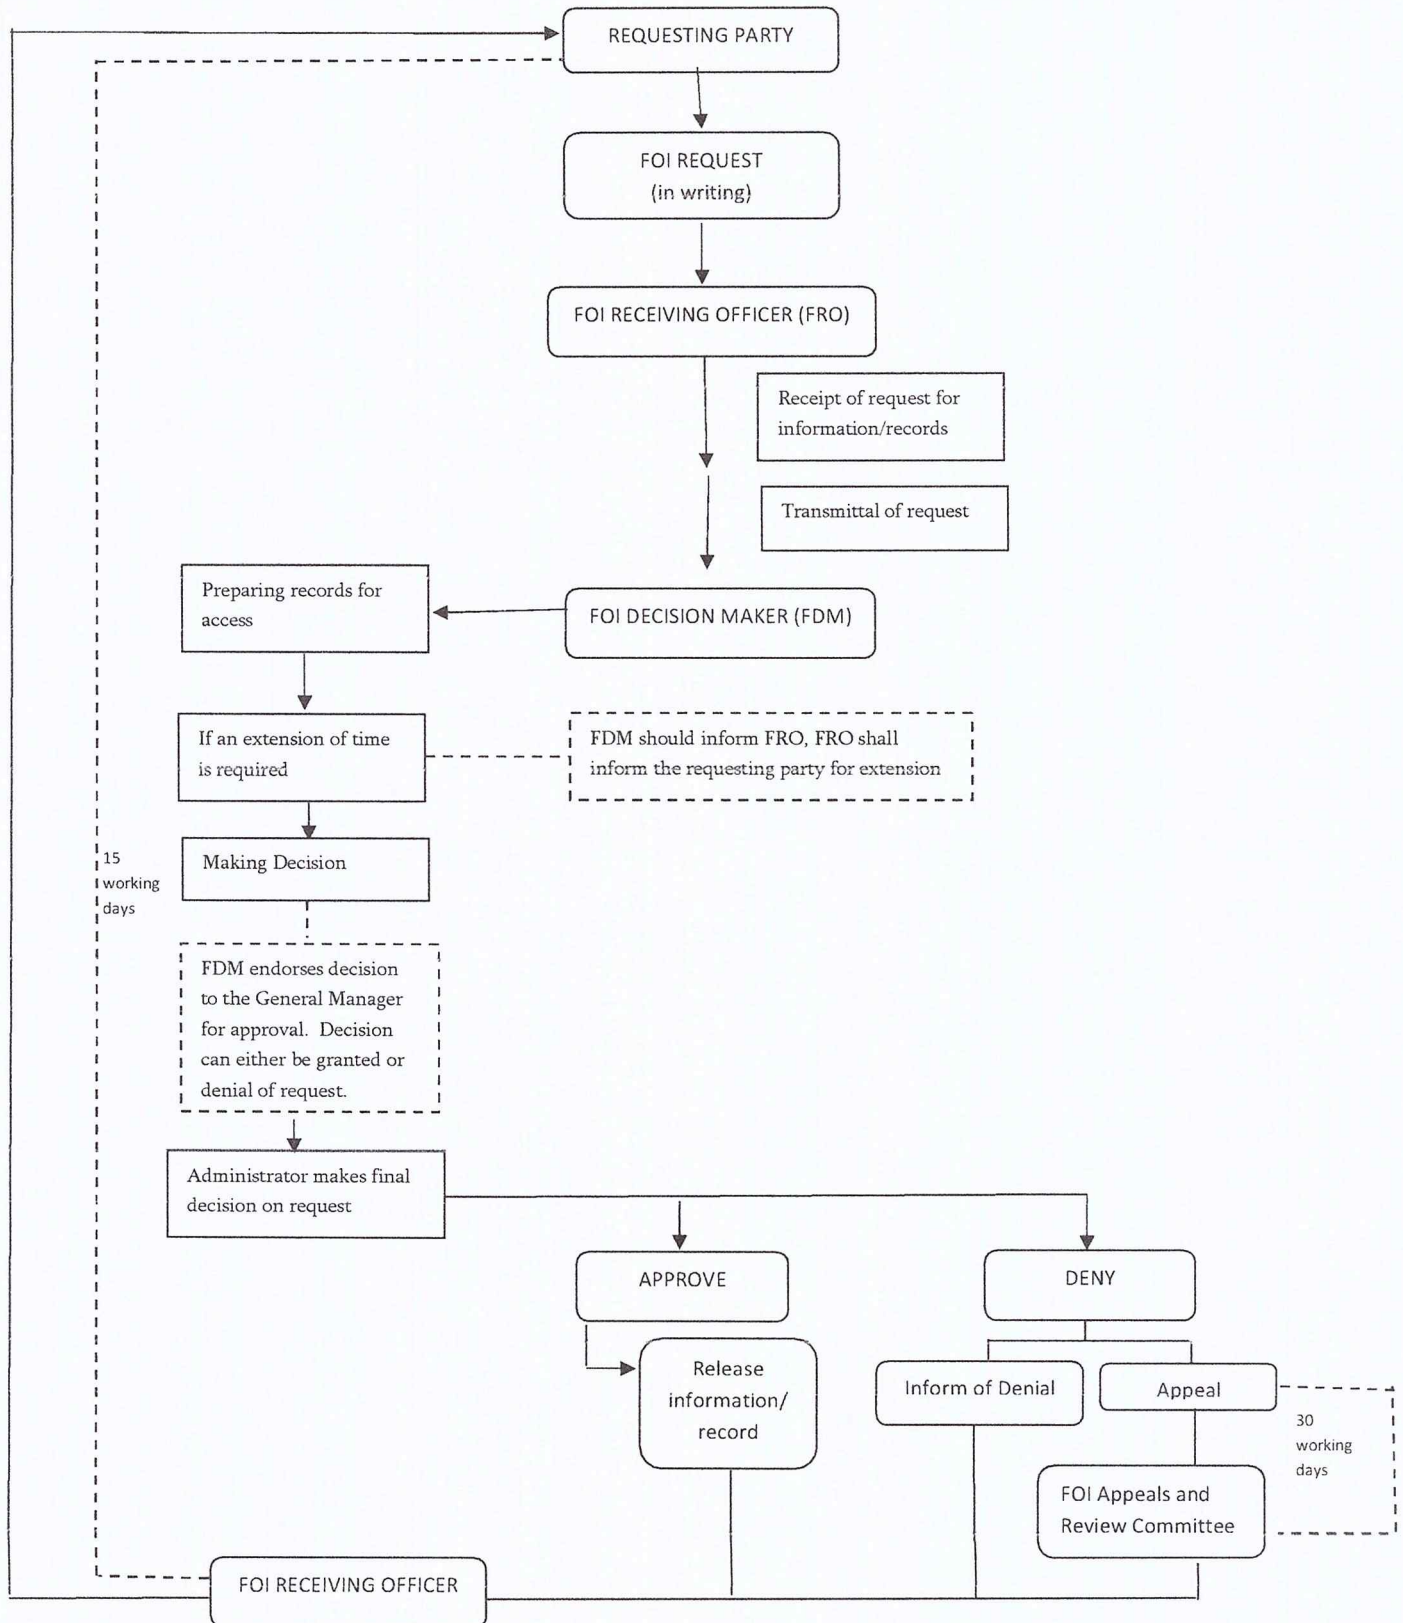 REQUESTING PARTY
FOI REQUEST
(in writing)
FOI RECEIVING OFFICER (FRO)
Receipt of request for
information/records
Transmittal of request
Preparing records for
access
FOI DECISION MAKER (FDM)
If an extension of time
is required
FDM should inform FRO, FRO shall
inform the requesting party for extension
Making Decision
15
working
days
FDM endorses decision
to the General Manager
for approval.  Decision
can either be granted or
denial of request.
Administrator makes final
decision on request
APPROVE
DENY
Release
information/
record
Inform of Denial
Appeal
30
working
days
FOI Appeals and
Review Committee
FOI RECEIVING OFFICER